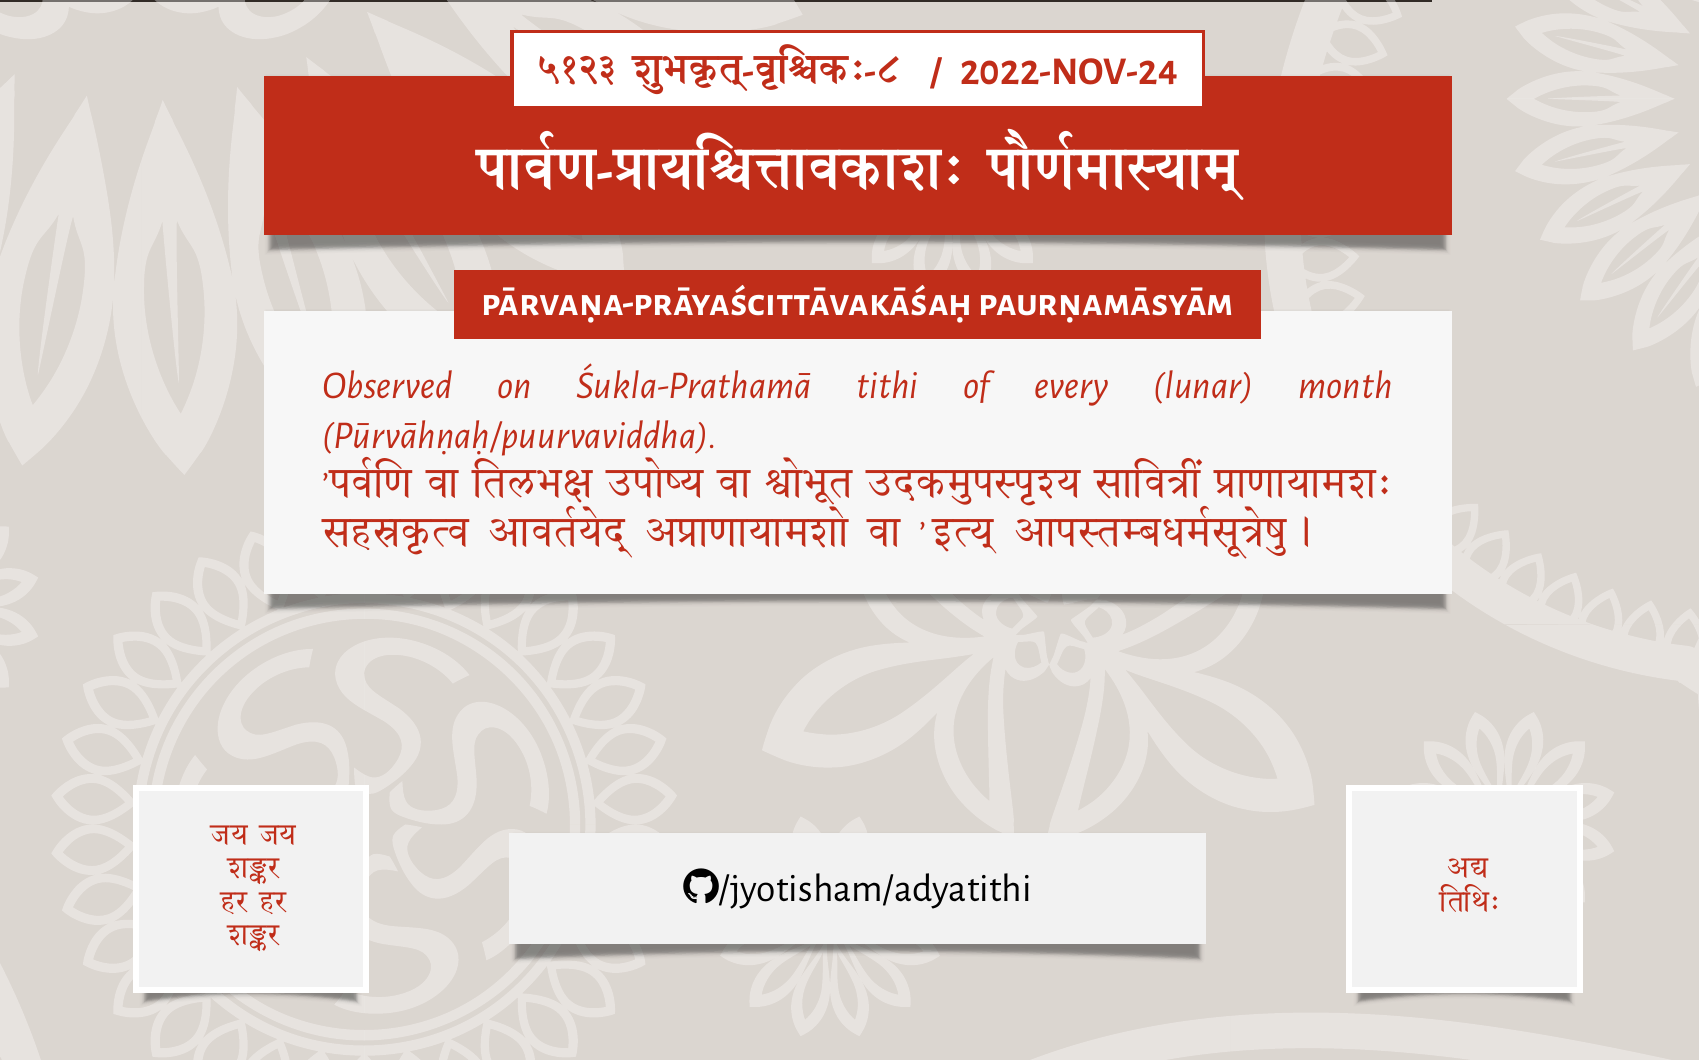 ५१२३ शुभकृत्-वृश्चिकः-८ / 2022-NOV-24
पार्वण-प्रायश्चित्तावकाशः पौर्णमास्याम्
PĀRVAṆA-PRĀYAŚCITTĀVAKĀŚAḤ PAURṆAMĀSYĀM
Observed on Śukla-Prathamā tithi of every (lunar) month
(Pūrvāhṇaḥ/puurvaviddha).
’पर्वणि वा तिलभक्ष उपोष्य वा श्वोभूत उदकमुपस्पृश्य सावित्रीं प्राणायामशः
सहस्रकृत्व आवर्तयेद् अप्राणायामशो वा ’इत्य् आपस्तम्बधर्मसूत्रेषु।
जय जय
शङ्कर
हर हर
शङ्कर
/jyotisham/adyatithi
अद्य
तिथिः